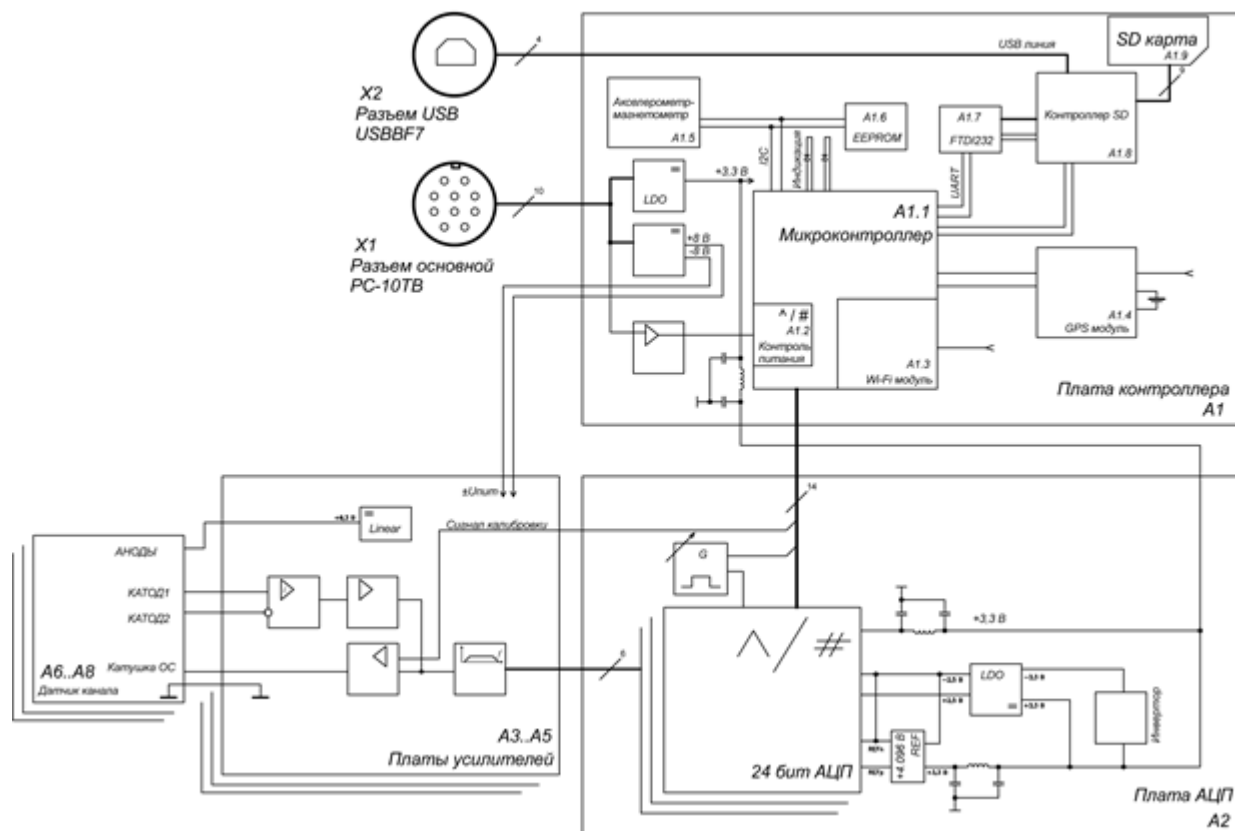 X2
Разъем USB
USBBF7
4
USB линия
SD карта
A1.9
9
Акселерометр-
магнетометр
A1.5
A1.6
EEPROM
A1.7
FTDI232
Контроллер SD
A1.8
I2C
Индикация
UART
X1
Разъем основной
РС-10ТВ
10
LDO
+3,3 В
+8 В
-8 В
A1.1
Микроконтроллер
^ / #
A1.2
Контроль
питания
A1.3
Wi-Fi модуль
A1.4
GPS модуль
Плата контроллера
A1
±Uпит
14
Сигнал калибровки
Linear
АНОДЫ
КАТОД1
КАТОД2
Катушка ОС
A6..A8
Датчик канала
f
6
A3..A5
Платы усилителей
G
24 бит АЦП
+3,3 В
LDO
Инвертор
+4.096 В
REF
Плата АЦП
A2